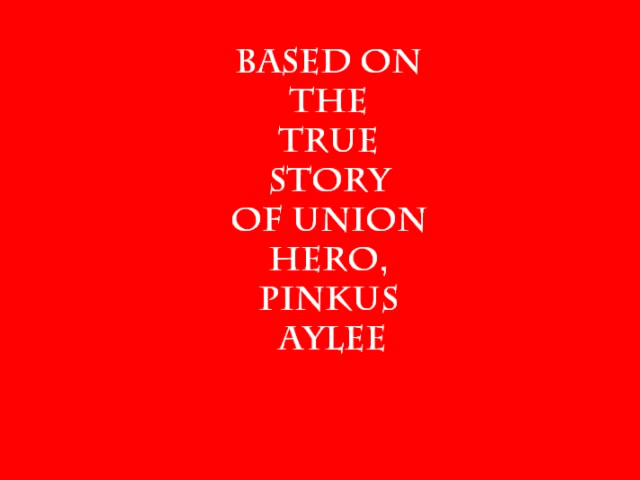 BASED ON
THE
TRUE
STORY
OF UNION
HERO,
PINKUS
AYLEE